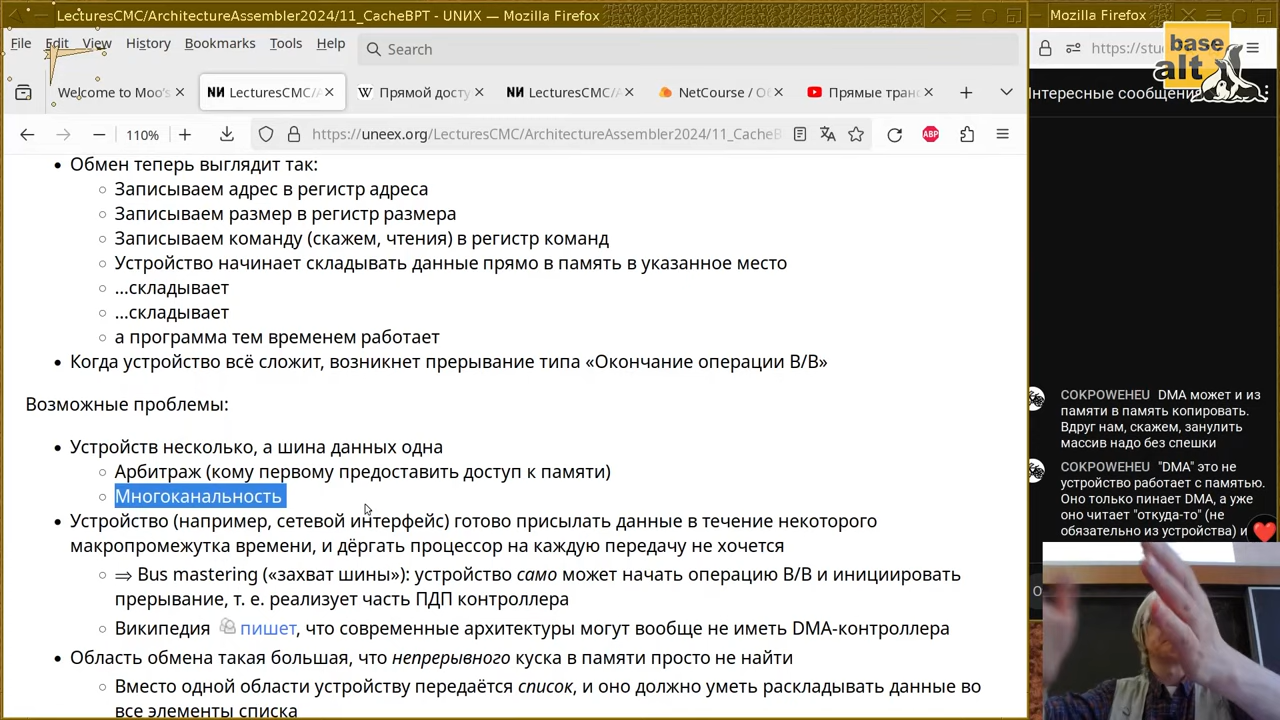 LecturesCMC/ArchitectureAssembler2024/11_CacheBPT - UNИX — Mozilla Firefox
Mozilla Firefox
File Edit View History Bookmarks Tools Help
Search
https://stu
base
alt
Welcome to Moo's
LecturesCMC/A
Прямой досту
LecturesCMC/A
NetCourse / О
Прямые тран
Интересные сообщения
110%
https://uneex.org/LecturesCMC/ArchitectureAssembler2024/11_CacheB
ABP
Обмен теперь выглядит так:
Записываем адрес в регистр адреса
Записываем размер в регистр размера
Записываем команду (скажем, чтения) в регистр команд
Устройство начинает складывать данные прямо в память в указанное место
…складывает
…складывает
а программа тем временем работает
Когда устройство всё сложит, возникнет прерывание типа «Окончание операции В/В»
Возможные проблемы:
Устройств несколько, а шина данных одна
Арбитраж (кому первому предоставить доступ к памяти)
Многоканальность
Устройство (например, сетевой интерфейс) готово присылать данные в течение некоторого
макропромежутка времени, и дёргать процессор на каждую передачу не хочется
⇒ Bus mastering («захват шины»): устройство само может начать операцию В/В и инициировать
прерывание, т. е. реализует часть ПДП контроллера
Википедия пишет, что современные архитектуры могут вообще не иметь DMA-контроллера
Область обмена такая большая, что непрерывного куска в памяти просто не найти
Вместо одной области устройству передаётся список, и оно должно уметь раскладывать данные во
все элементы списка
COKPOWEHEU DMA может и из
памяти в память копировать.
Вдруг нам, скажем, занулить
массив надо без спешки
COKPOWEHEU "DMA" это не
устройство работает с памятью.
Оно только пинает DMA, а уже
оно читает "откуда-то" (не
обязательно из устройства) и